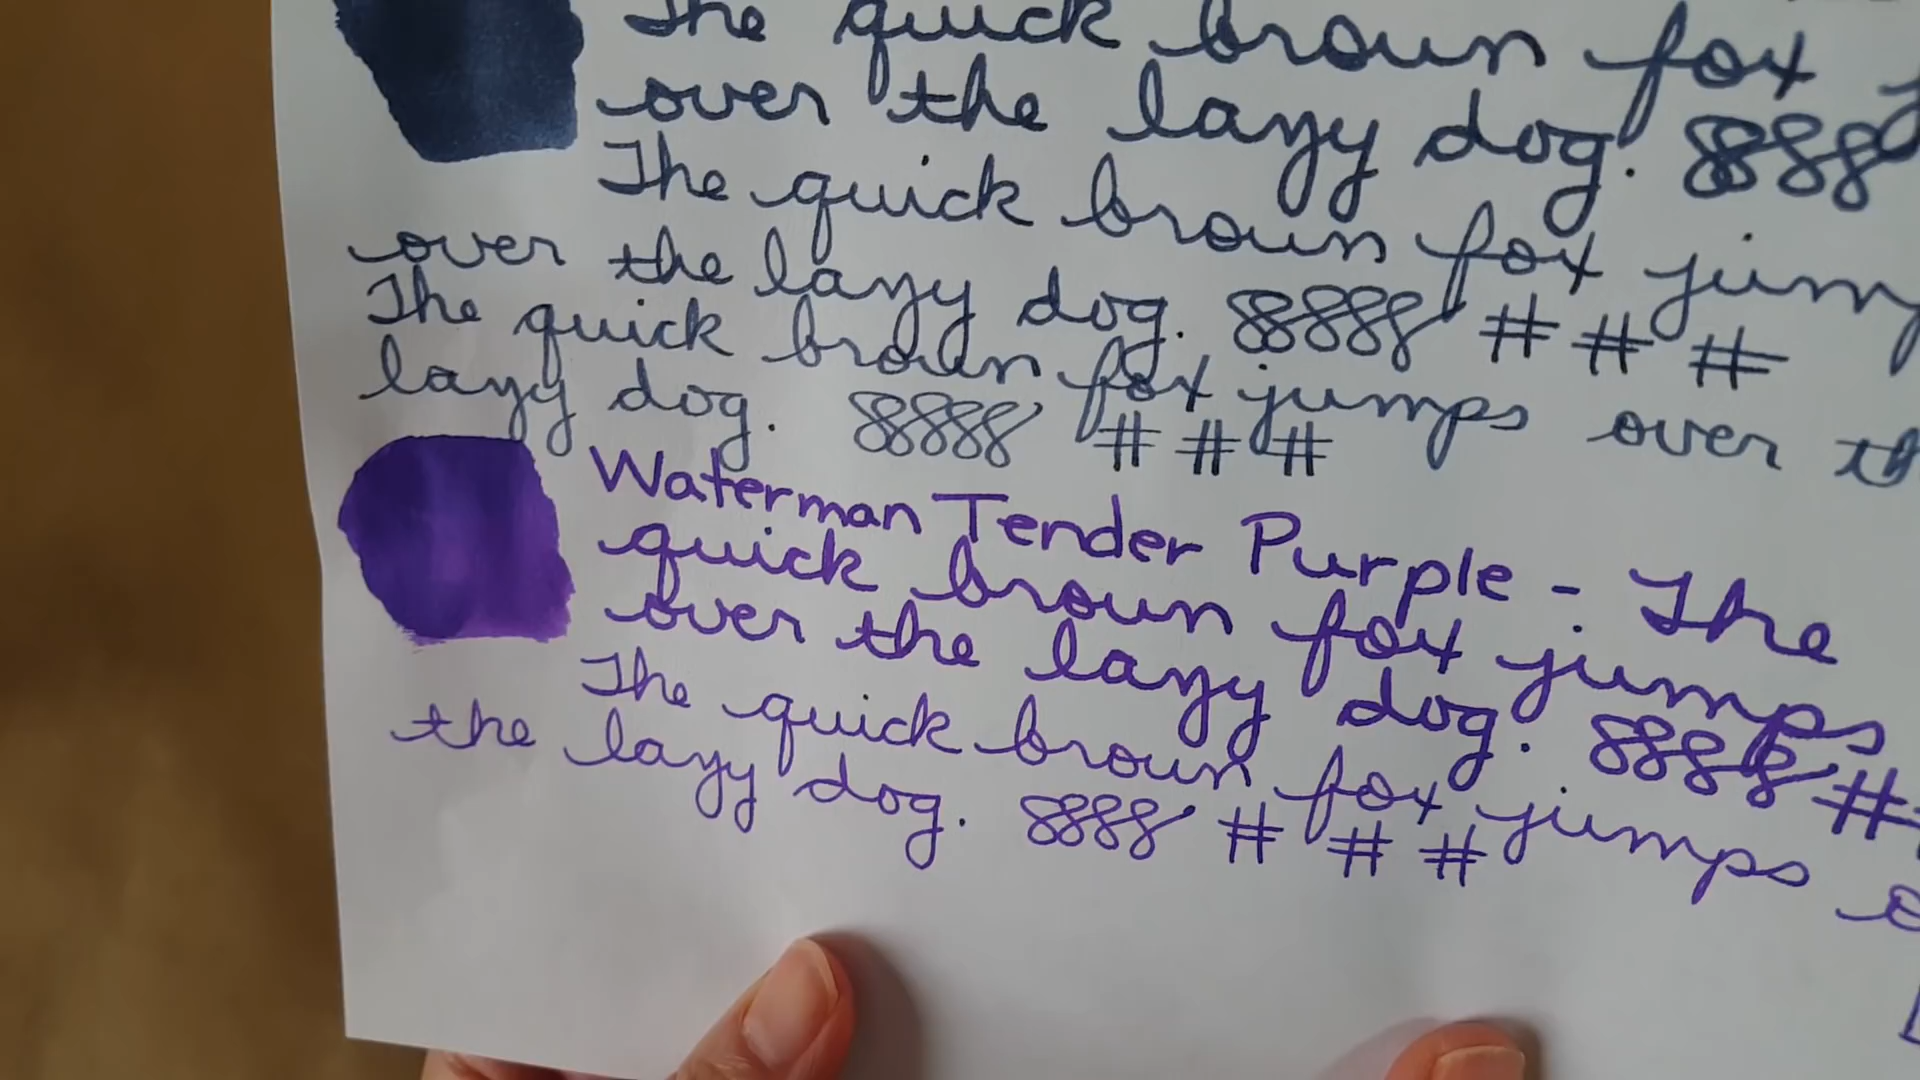 The quick brown fox
over the lazy dog. 888
The quick brown fox jump
over the lazy dog. 8888 # # #
The quick brown fox jumps over th
lazy dog. 88888 # # #
Waterman Tender Purple - The
quick brown fox jumps
over the lazy dog. 8888 #
The quick brown fox jumps o
the lazy dog. 8888 # # #